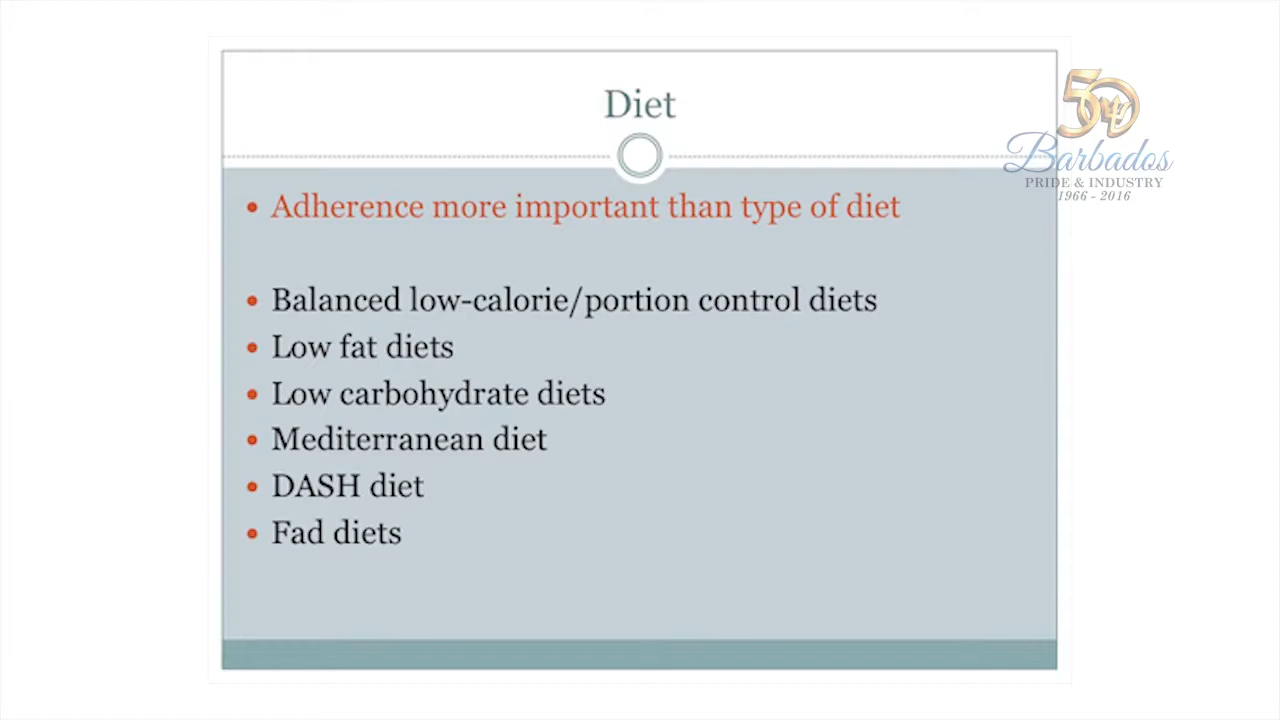 Diet
50
Barbados
PRIDE & INDUSTRY
1966 - 2016
• Adherence more important than type of diet
• Balanced low-calorie/portion control diets
• Low fat diets
• Low carbohydrate diets
• Mediterranean diet
• DASH diet
• Fad diets